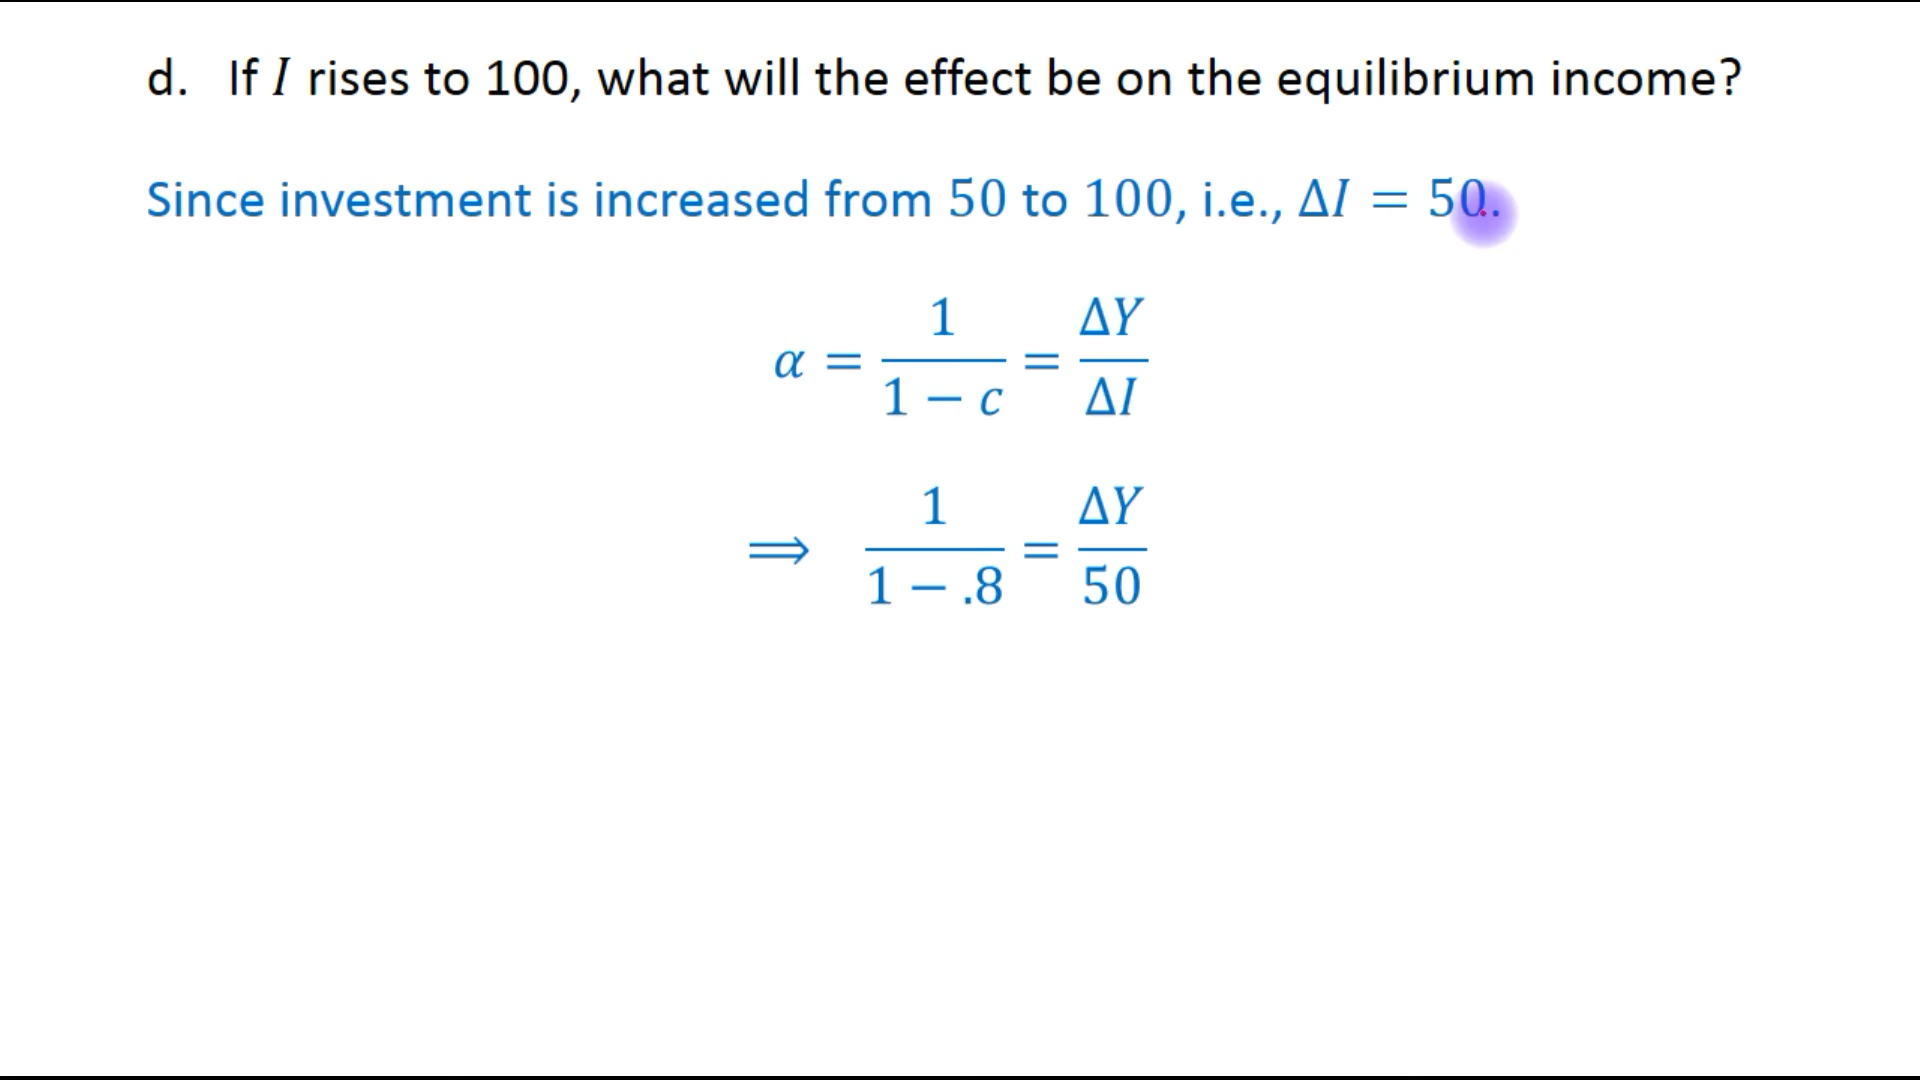 d. If I rises to 100, what will the effect be on the equilibrium income?
Since investment is increased from 50 to 100, i.e., ΔI = 50.
α = 1 / (1 − c) = ΔY / ΔI
⟹ 1 / (1 − .8) = ΔY / 50